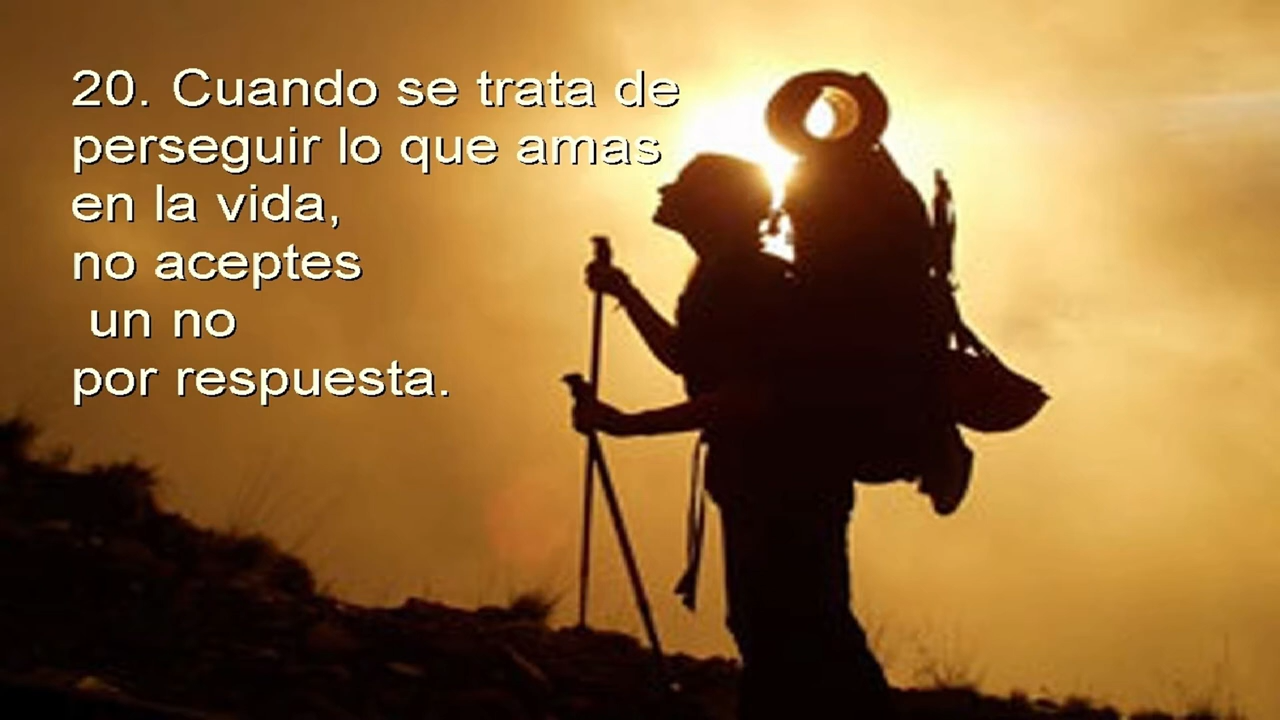 20. Cuando se trata de
perseguir lo que amas
en la vida,
no aceptes
un no
por respuesta.